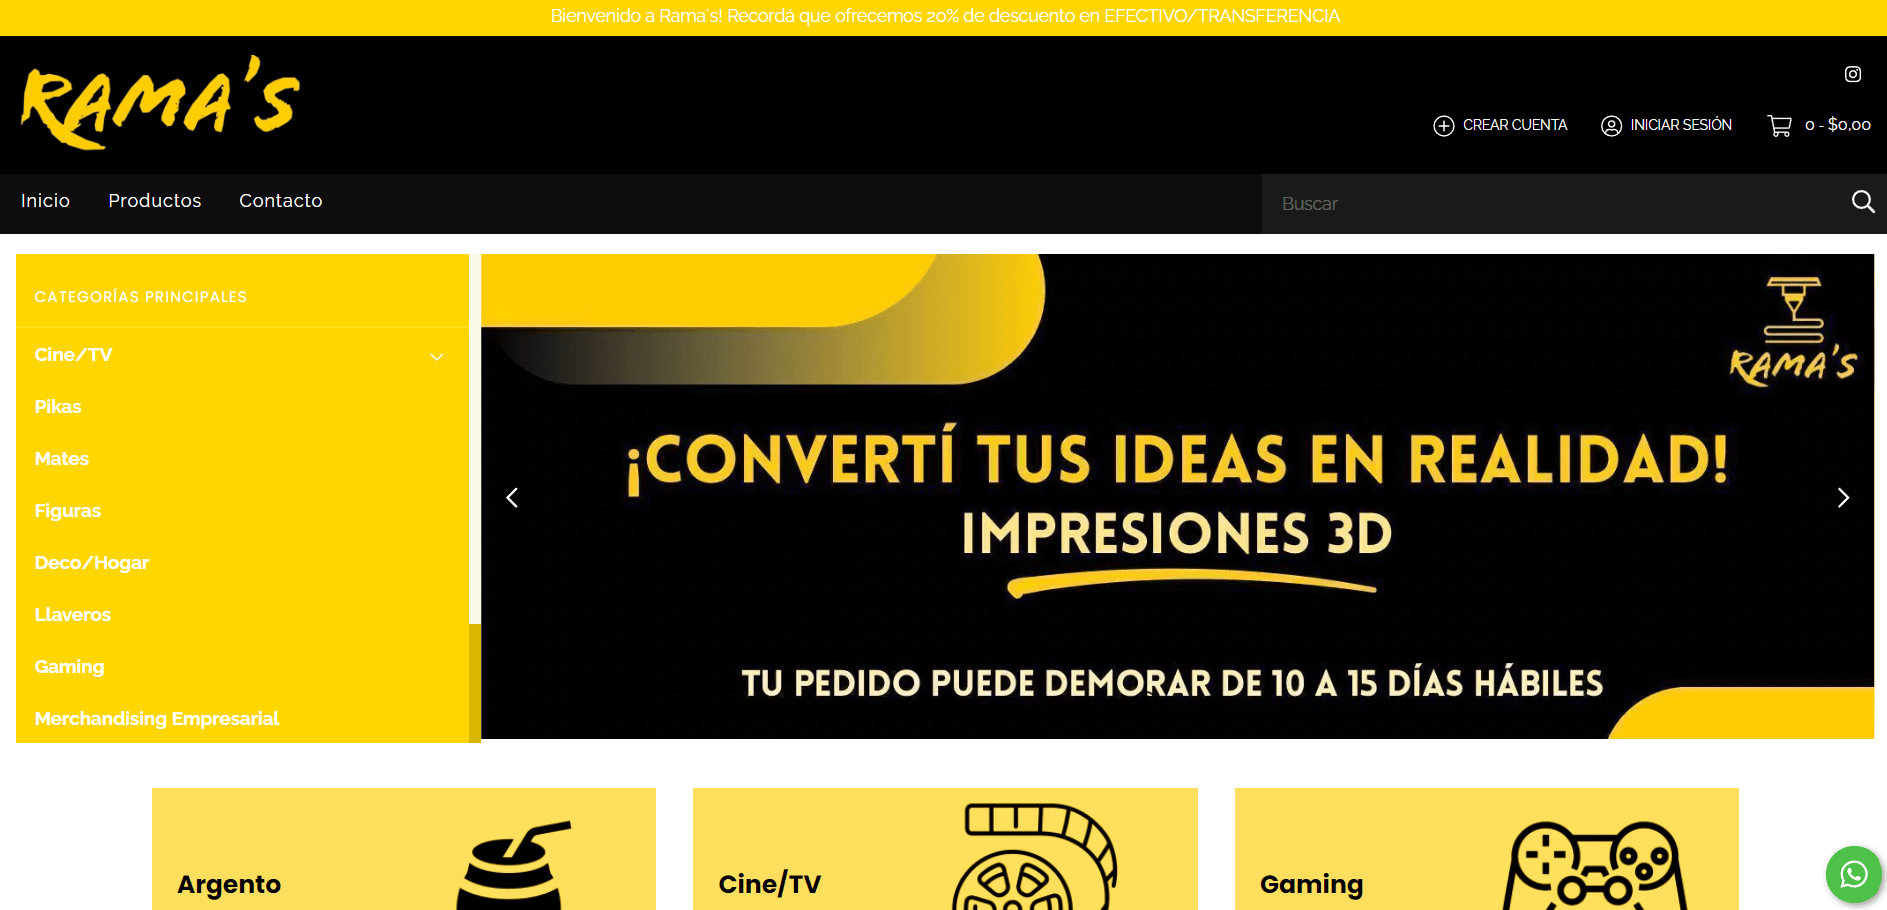 Bienvenido a Rama's! Recordá que ofrecemos 20% de descuento en EFECTIVO/TRANSFERENCIA
RAMA'S
CREAR CUENTA
INICIAR SESIÓN
0 - $0,00
Inicio
Productos
Contacto
Buscar
CATEGORÍAS PRINCIPALES
Cine/TV
Pikas
Mates
Figuras
Deco/Hogar
Llaveros
Gaming
Merchandising Empresarial
RAMA'S
¡CONVERTÍ TUS IDEAS EN REALIDAD!
IMPRESIONES 3D
TU PEDIDO PUEDE DEMORAR DE 10 A 15 DÍAS HÁBILES
Argento
Cine/TV
Gaming